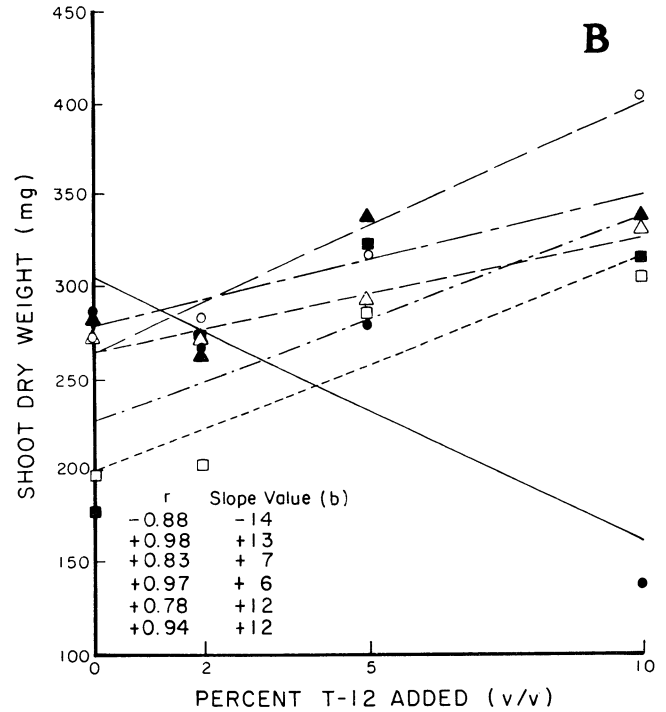 B
SHOOT DRY WEIGHT (mg)
450
400
350
300
250
200
150
100
r Slope Value (b)
-0.88 -14
+0.98 +13
+0.83 + 7
+0.97 + 6
+0.78 +12
+0.94 +12
0 2 5 10
PERCENT T-12 ADDED (v/v)